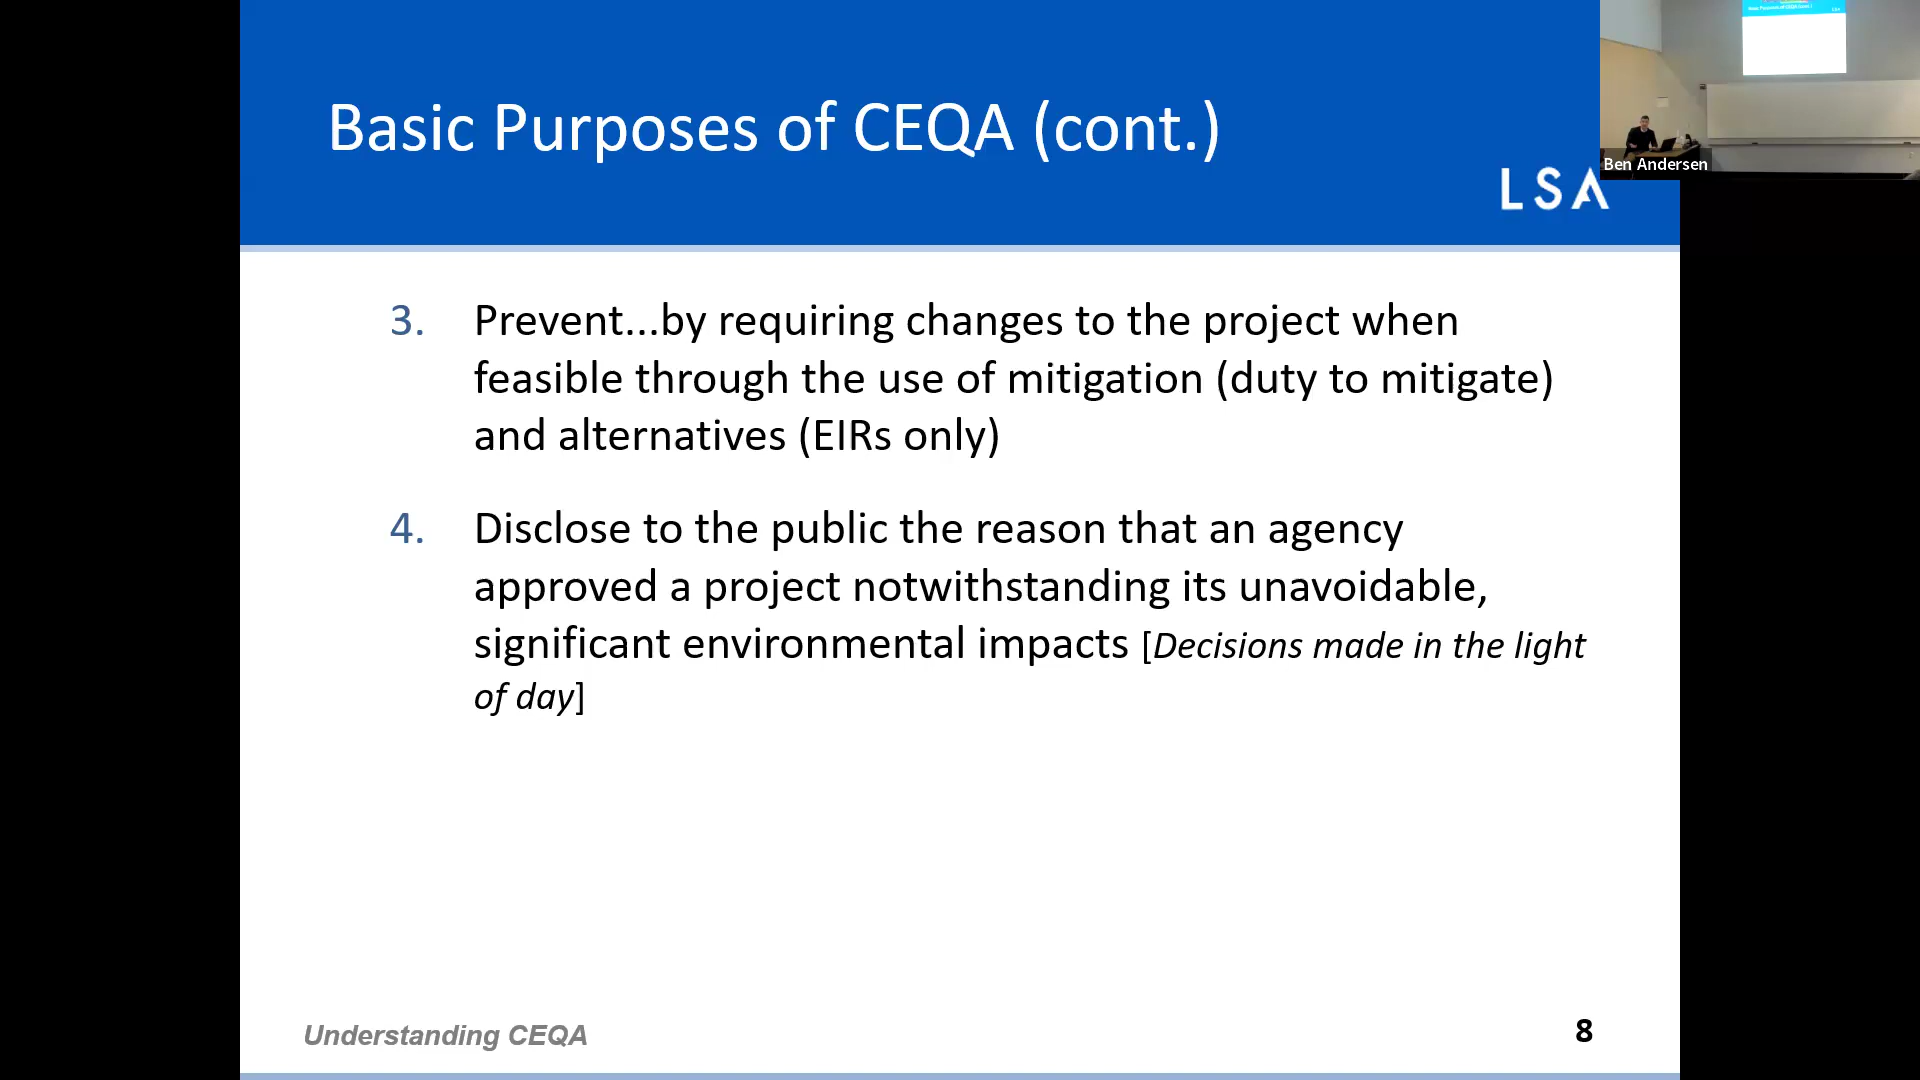 Basic Purposes of CEQA (cont.)
LSA
Ben Andersen
3. Prevent...by requiring changes to the project when
feasible through the use of mitigation (duty to mitigate)
and alternatives (EIRs only)
4. Disclose to the public the reason that an agency
approved a project notwithstanding its unavoidable,
significant environmental impacts [Decisions made in the light
of day]
Understanding CEQA
8